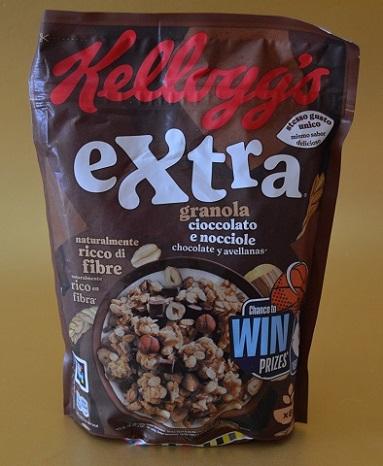 Kellogg's
extra
stesso gusto
unico
mismo sabor
delicioso
granola
cioccolato
e nocciole
chocolate y avellanas
naturalmente
ricco di
fibre
naturalmente
rico en
fibra
Chance to
WIN
PRIZES